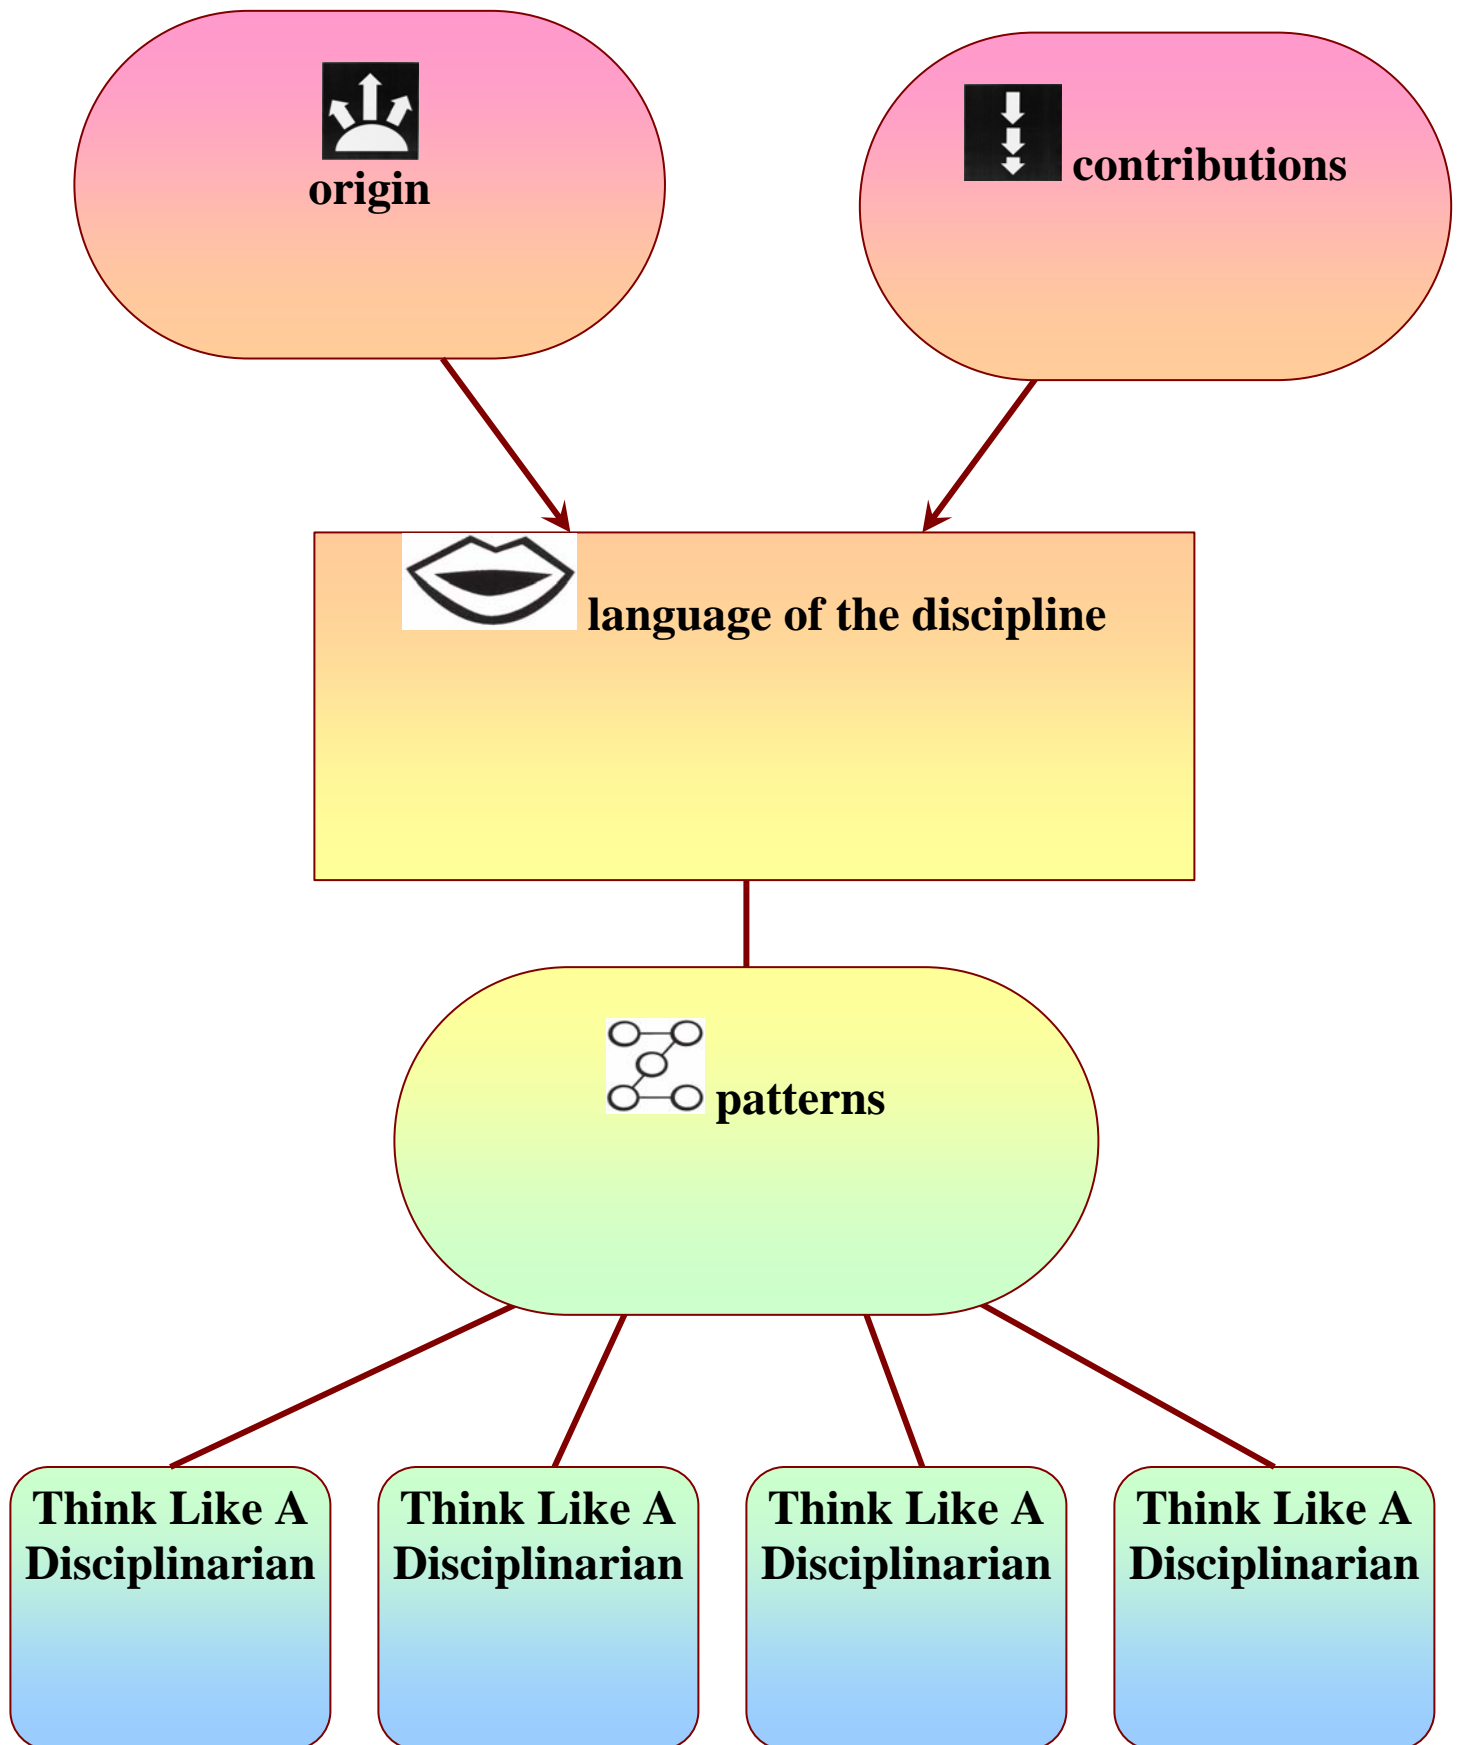 origin
contributions
language of the discipline
patterns
Think Like A
Disciplinarian
Think Like A
Disciplinarian
Think Like A
Disciplinarian
Think Like A
Disciplinarian